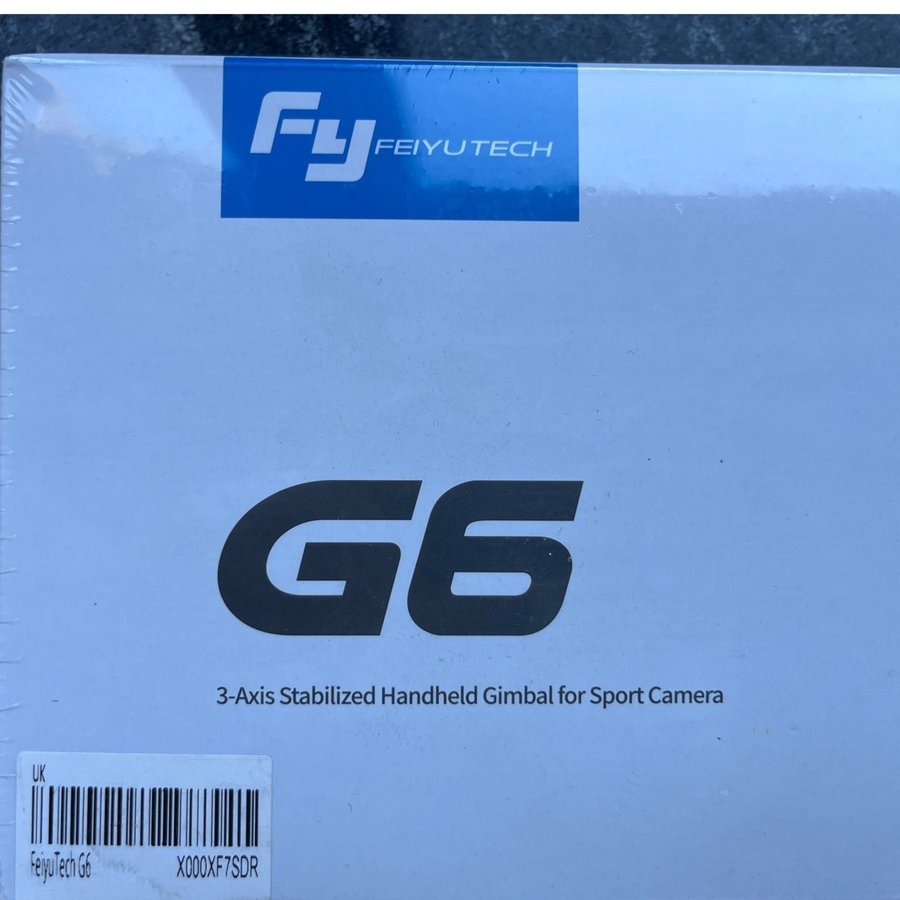 FY FEIYUTECH
G6
3-Axis Stabilized Handheld Gimbal for Sport Camera
UK
FeiyuTech G6 X000XF7SDR